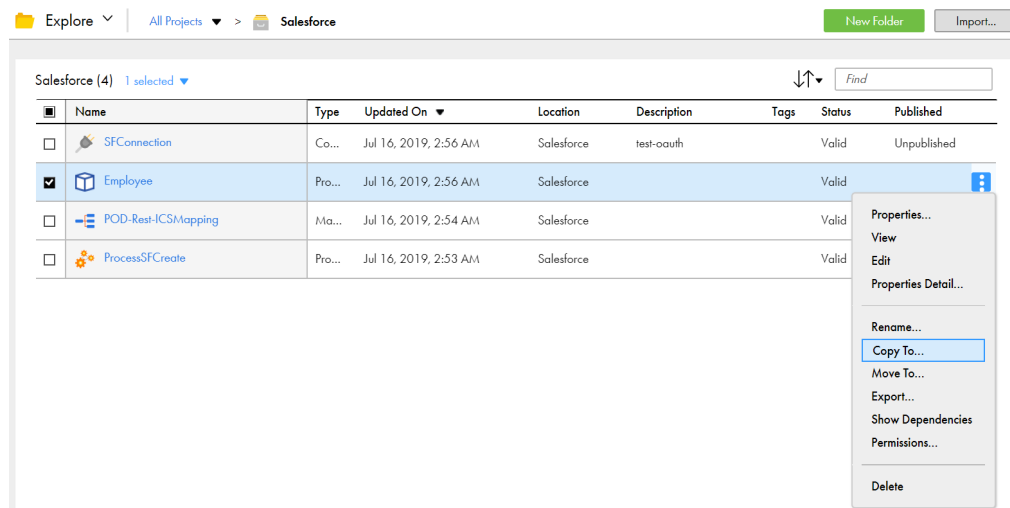 Explore All Projects > Salesforce New Folder Import...
Salesforce (4) 1 selected Find
Name Type Updated On Location Description Tags Status Published
SFConnection Co... Jul 16, 2019, 2:56 AM Salesforce test-oauth Valid Unpublished
Employee Pro... Jul 16, 2019, 2:56 AM Salesforce Valid
POD-Rest-ICSMapping Ma... Jul 16, 2019, 2:54 AM Salesforce Valid
ProcessSFCreate Pro... Jul 16, 2019, 2:53 AM Salesforce Valid
Properties...
View
Edit
Properties Detail...
Rename...
Copy To...
Move To...
Export...
Show Dependencies
Permissions...
Delete